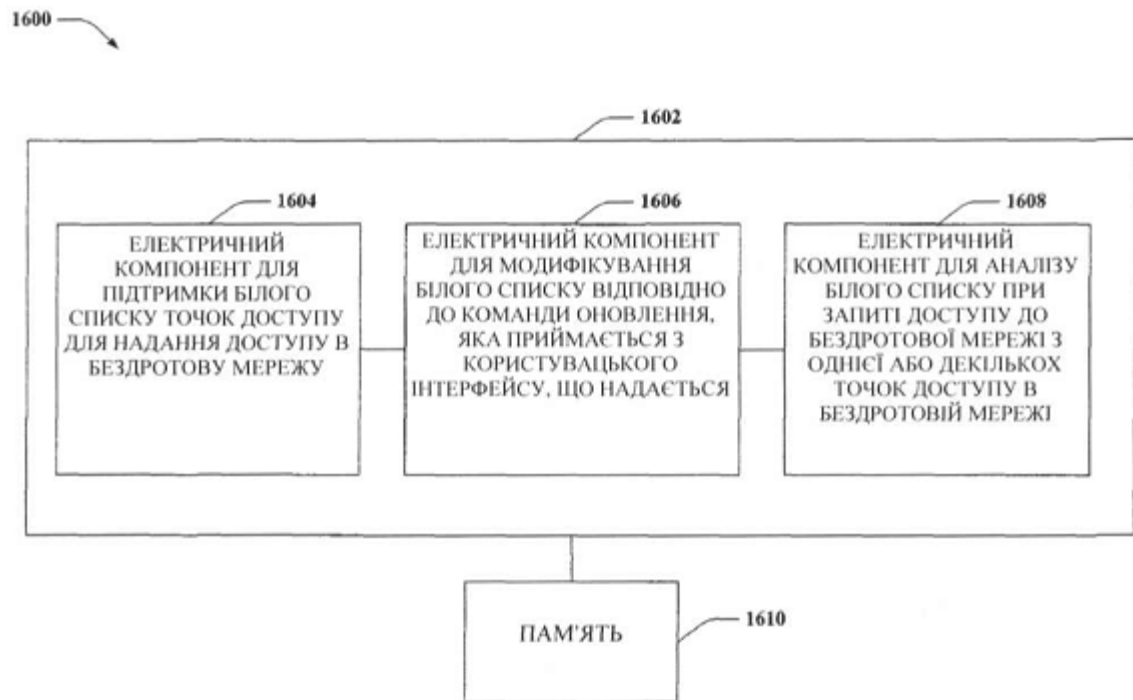 1600
1602
1604
ЕЛЕКТРИЧНИЙ
КОМПОНЕНТ ДЛЯ
ПІДТРИМКИ БІЛОГО
СПИСКУ ТОЧОК ДОСТУПУ
ДЛЯ НАДАННЯ ДОСТУПУ В
БЕЗДРОТОВУ МЕРЕЖУ
1606
ЕЛЕКТРИЧНИЙ КОМПОНЕНТ
ДЛЯ МОДИФІКУВАННЯ
БІЛОГО СПИСКУ ВІДПОВІДНО
ДО КОМАНДИ ОНОВЛЕННЯ,
ЯКА ПРИЙМАЄТЬСЯ З
КОРИСТУВАЦЬКОГО
ІНТЕРФЕЙСУ, ЩО НАДАЄТЬСЯ
1608
ЕЛЕКТРИЧНИЙ
КОМПОНЕНТ ДЛЯ АНАЛІЗУ
БІЛОГО СПИСКУ ПРИ
ЗАПИТІ ДОСТУПУ ДО
БЕЗДРОТОВОЇ МЕРЕЖІ З
ОДНІЄЇ АБО ДЕКІЛЬКОХ
ТОЧОК ДОСТУПУ В
БЕЗДРОТОВІЙ МЕРЕЖІ
ПАМ'ЯТЬ
1610